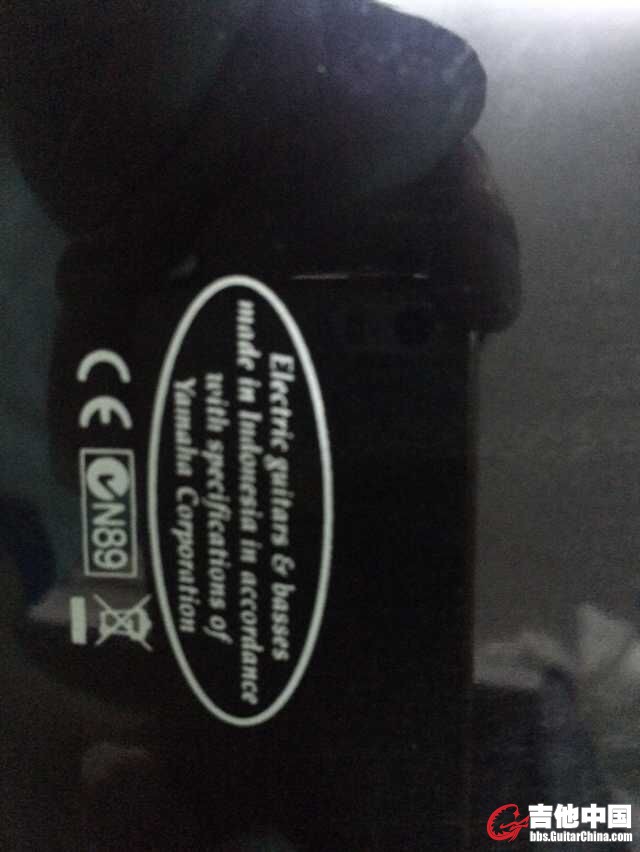 Electric guitars & basses
made in Indonesia in accordance
with specifications of
Yamaha Corporation
CE
N89
吉他中国
bbs.GuitarChina.com